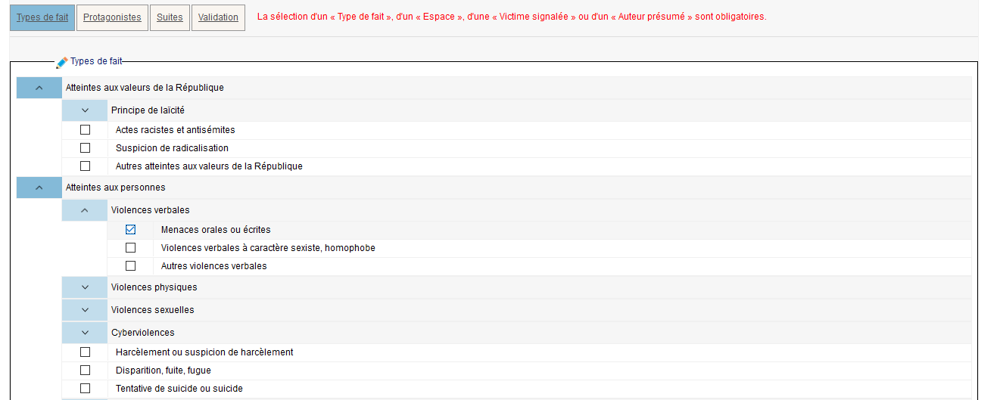 Types de fait Protagonistes Suites Validation La sélection d'un « Type de fait », d'un « Espace », d'une « Victime signalée » ou d'un « Auteur présumé » sont obligatoires.
Types de fait
Atteintes aux valeurs de la République
Principe de laïcité
Actes racistes et antisémites
Suspicion de radicalisation
Autres atteintes aux valeurs de la République
Atteintes aux personnes
Violences verbales
Menaces orales ou écrites
Violences verbales à caractère sexiste, homophobe
Autres violences verbales
Violences physiques
Violences sexuelles
Cyberviolences
Harcèlement ou suspicion de harcèlement
Disparition, fuite, fugue
Tentative de suicide ou suicide